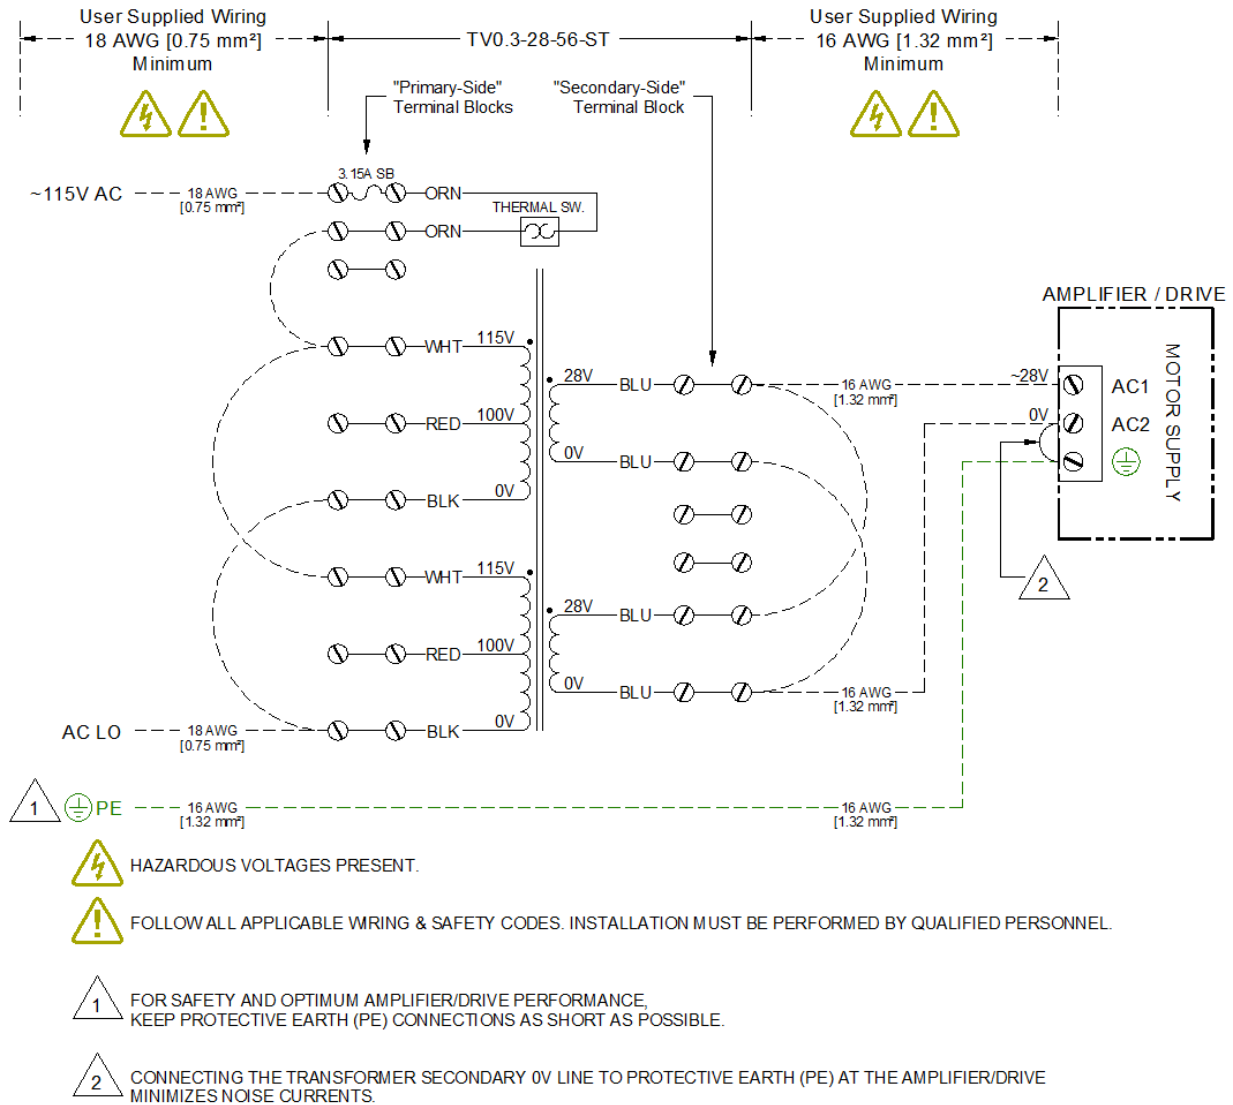 User Supplied Wiring
18 AWG [0.75 mm²]
Minimum
TV0.3-28-56-ST
User Supplied Wiring
16 AWG [1.32 mm²]
Minimum
"Primary-Side"
Terminal Blocks
"Secondary-Side"
Terminal Block
3.15A SB
~115V AC
18 AWG
[0.75 mm²]
ORN
THERMAL SW.
ORN
AMPLIFIER / DRIVE
WHT
115V
28V
BLU
16 AWG
[1.32 mm²]
~28V
AC1
MOTOR SUPPLY
RED
100V
0V
AC2
0V
BLU
BLK
0V
WHT
115V
2
28V
BLU
RED
100V
0V
BLU
16 AWG
[1.32 mm²]
AC LO
18 AWG
[0.75 mm²]
BLK
0V
1
PE
16 AWG
[1.32 mm²]
16 AWG
[1.32 mm²]
HAZARDOUS VOLTAGES PRESENT.
FOLLOW ALL APPLICABLE WIRING & SAFETY CODES. INSTALLATION MUST BE PERFORMED BY QUALIFIED PERSONNEL.
1
FOR SAFETY AND OPTIMUM AMPLIFIER/DRIVE PERFORMANCE,
KEEP PROTECTIVE EARTH (PE) CONNECTIONS AS SHORT AS POSSIBLE.
2
CONNECTING THE TRANSFORMER SECONDARY 0V LINE TO PROTECTIVE EARTH (PE) AT THE AMPLIFIER/DRIVE
MINIMIZES NOISE CURRENTS.